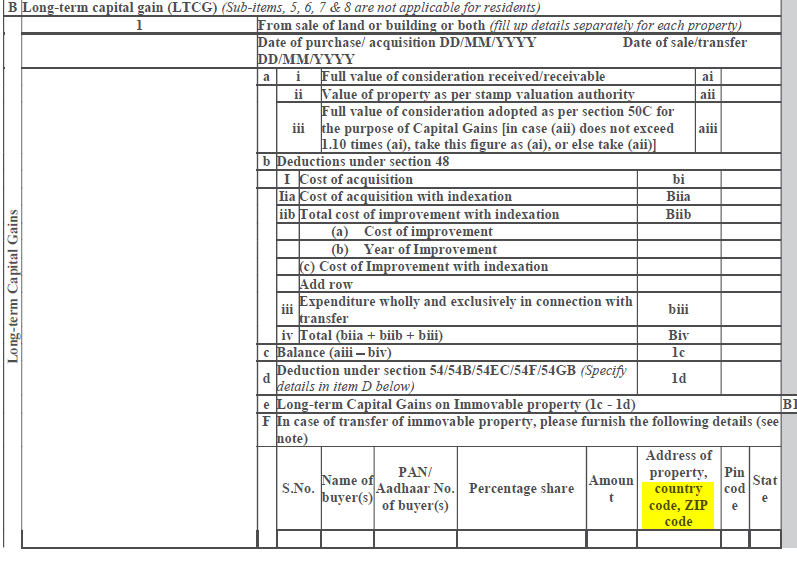 B Long-term capital gain (LTCG) (Sub-items, 5, 6, 7 & 8 are not applicable for residents)
1 From sale of land or building or both (fill up details separately for each property)
Date of purchase/ acquisition DD/MM/YYYY Date of sale/transfer
DD/MM/YYYY
a i Full value of consideration received/receivable ai
ii Value of property as per stamp valuation authority aii
Full value of consideration adopted as per section 50C for
iii the purpose of Capital Gains [in case (aii) does not exceed aiii
1.10 times (ai), take this figure as (ai), or else take (aii)]
b Deductions under section 48
I Cost of acquisition bi
Iia Cost of acquisition with indexation Biia
iib Total cost of improvement with indexation Biib
(a) Cost of improvement
(b) Year of Improvement
(c) Cost of Improvement with indexation
Add row
iii Expenditure wholly and exclusively in connection with biii
transfer
iv Total (biia + biib + biii) Biv
c Balance (aiii – biv) 1c
d Deduction under section 54/54B/54EC/54F/54GB (Specify 1d
details in item D below)
e Long-term Capital Gains on Immovable property (1c - 1d) B1
F In case of transfer of immovable property, please furnish the following details (see
note)
S.No.
Name of
buyer(s)
PAN/
Aadhaar No.
of buyer(s)
Percentage share
Amoun
t
Address of
property,
country
code, ZIP
code
Pin
cod
e
Stat
e
Long-term Capital Gains